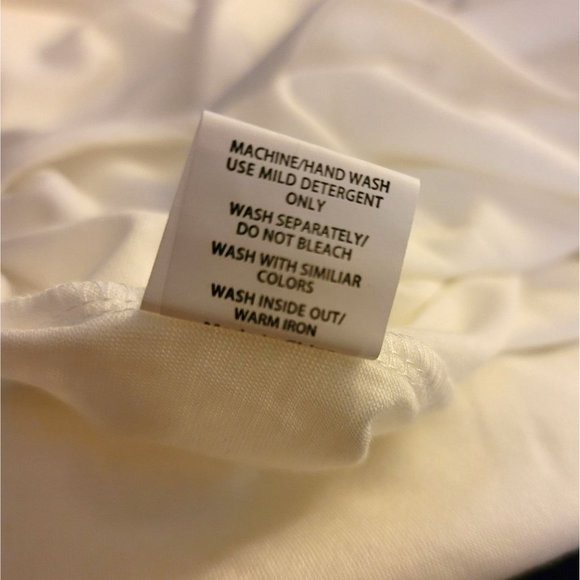 MACHINE/HAND WASH
USE MILD DETERGENT
ONLY
WASH SEPARATELY/
DO NOT BLEACH
WASH WITH SIMILIAR
COLORS
WASH INSIDE OUT/
WARM IRON